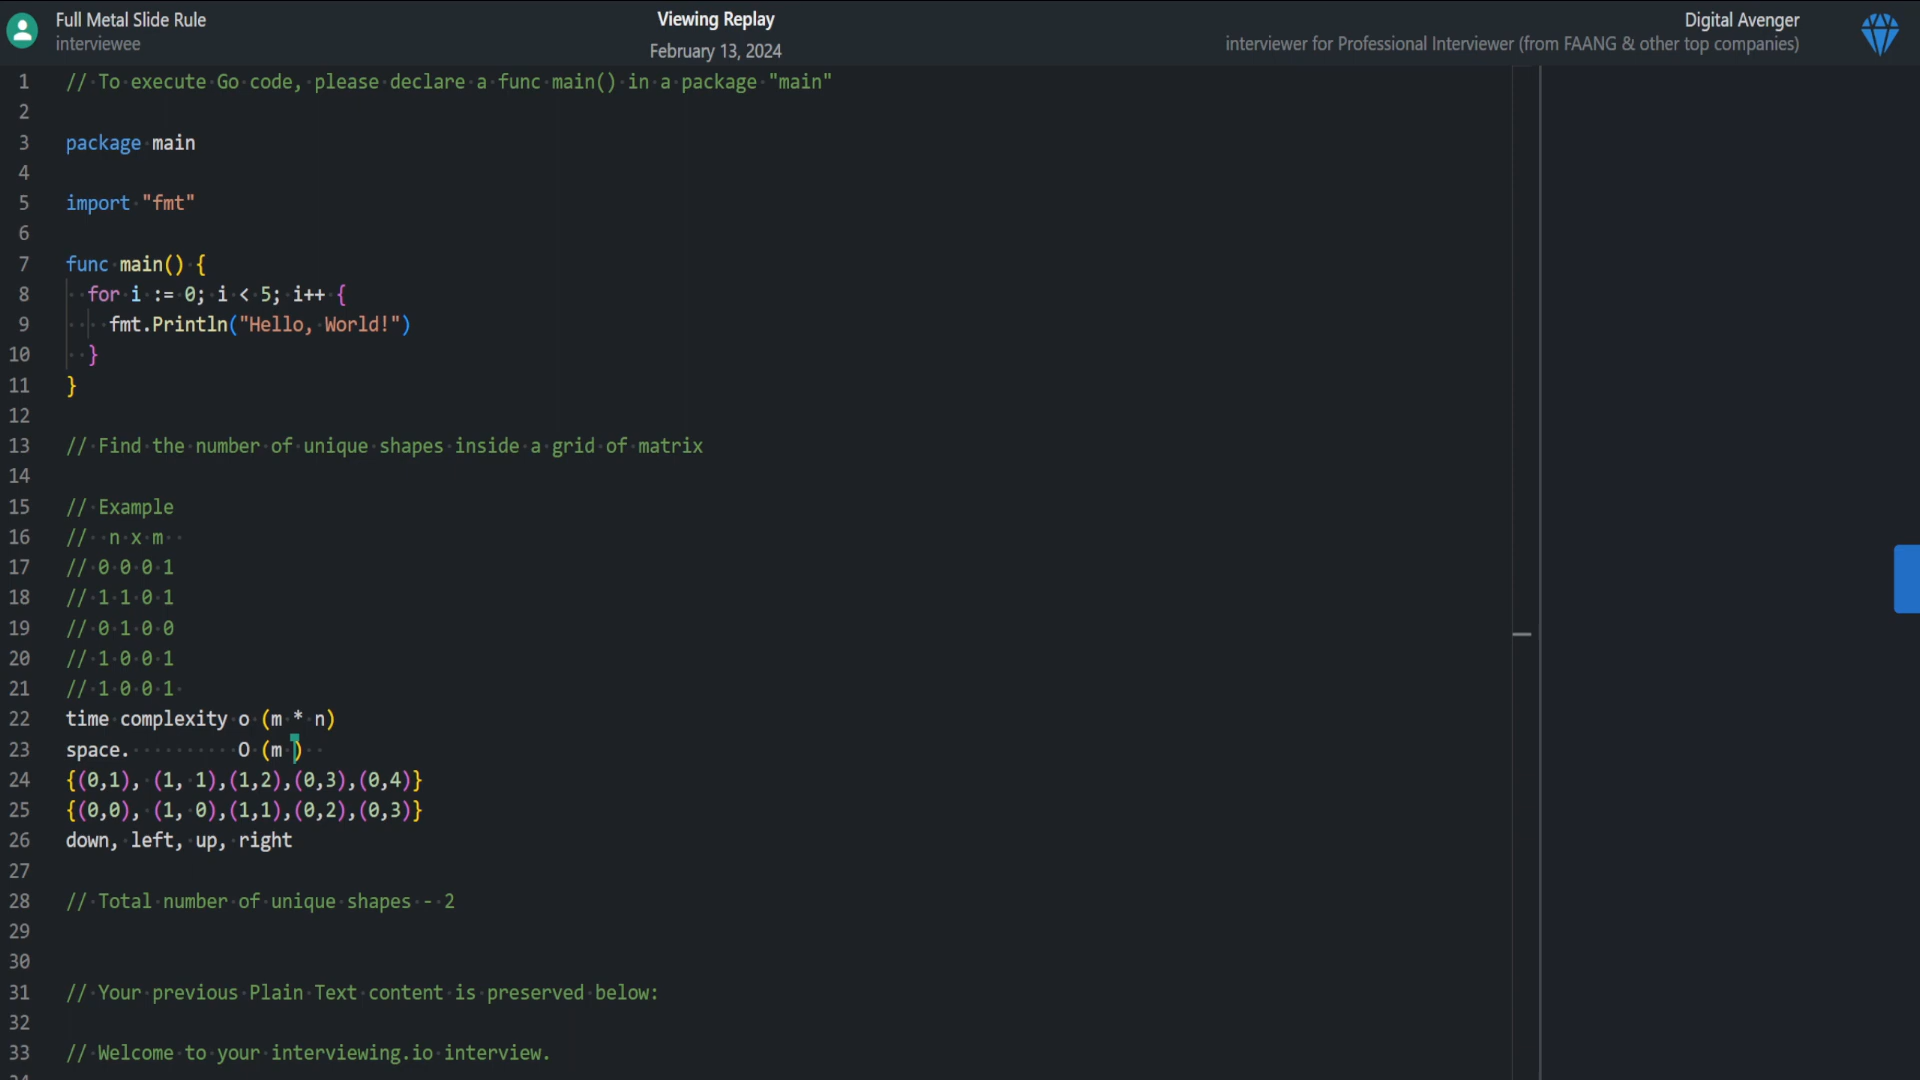 Full Metal Slide Rule
interviewee
Viewing Replay
February 13, 2024
Digital Avenger
interviewer for Professional Interviewer (from FAANG & other top companies)
1 // To execute Go code, please declare a func main() in a package "main"
2
3 package main
4
5 import "fmt"
6
7 func main() {
8 for i := 0; i < 5; i++ {
9 fmt.Println("Hello, World!")
10 }
11 }
12
13 // Find the number of unique shapes inside a grid of matrix
14
15 // Example
16 // n x m
17 // 0 0 0 1
18 // 1 1 0 1
19 // 0 1 0 0
20 // 1 0 0 1
21 // 1 0 0 1
22 time complexity o (m * n)
23 space. O (m )
24 {(0,1), (1, 1),(1,2),(0,3),(0,4)}
25 {(0,0), (1, 0),(1,1),(0,2),(0,3)}
26 down, left, up, right
27
28 // Total number of unique shapes - 2
29
30
31 // Your previous Plain Text content is preserved below:
32
33 // Welcome to your interviewing.io interview.